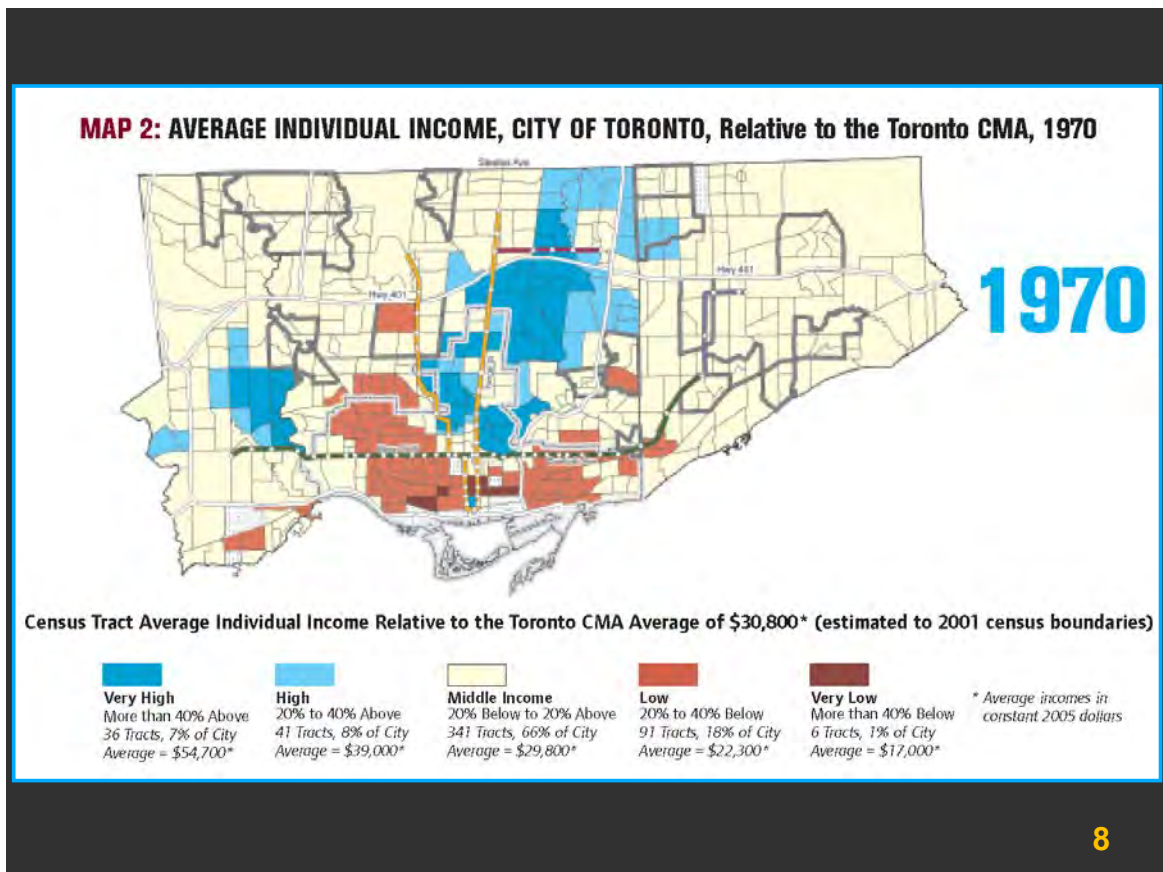 MAP 2: AVERAGE INDIVIDUAL INCOME, CITY OF TORONTO, Relative to the Toronto CMA, 1970
Steeles Ave
Hwy 401
Hwy 401
1970
Census Tract Average Individual Income Relative to the Toronto CMA Average of $30,800* (estimated to 2001 census boundaries)
Very High
More than 40% Above
36 Tracts, 7% of City
Average = $54,700*
High
20% to 40% Above
41 Tracts, 8% of City
Average = $39,000*
Middle Income
20% Below to 20% Above
341 Tracts, 66% of City
Average = $29,800*
Low
20% to 40% Below
91 Tracts, 18% of City
Average = $22,300*
Very Low
More than 40% Below
6 Tracts, 1% of City
Average = $17,000*
* Average incomes in
constant 2005 dollars
8